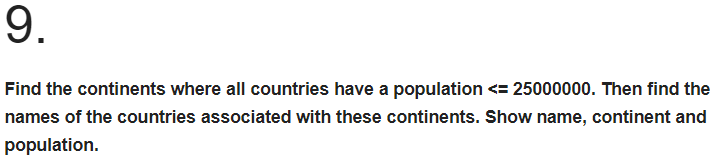 9.
Find the continents where all countries have a population <= 25000000. Then find the
names of the countries associated with these continents. Show name, continent and
population.